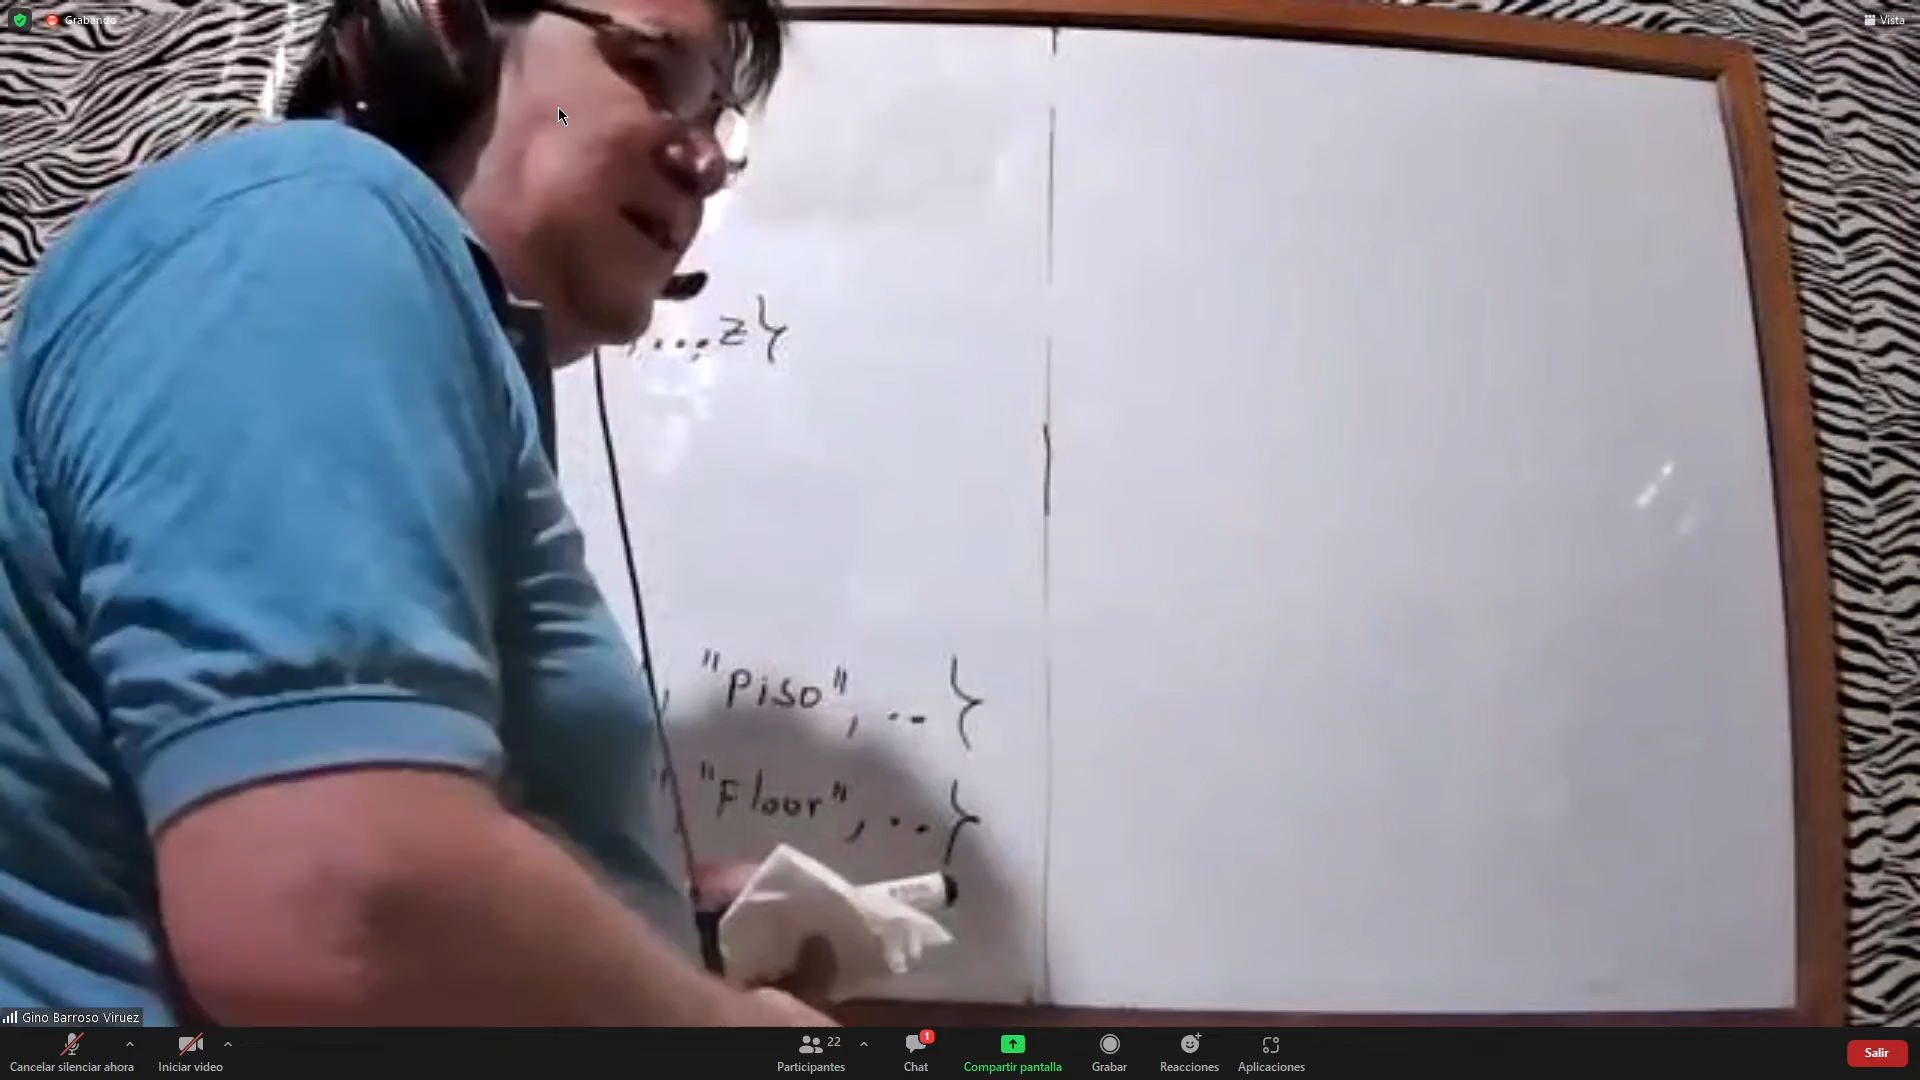 Grabando
Vista
,...,z}
, "Piso", .. }
", "Floor", .. }
Gino Barroso Viruez
Cancelar silenciar ahora
Iniciar video
Participantes
22
Chat
1
Compartir pantalla
Grabar
Reacciones
Aplicaciones
Salir